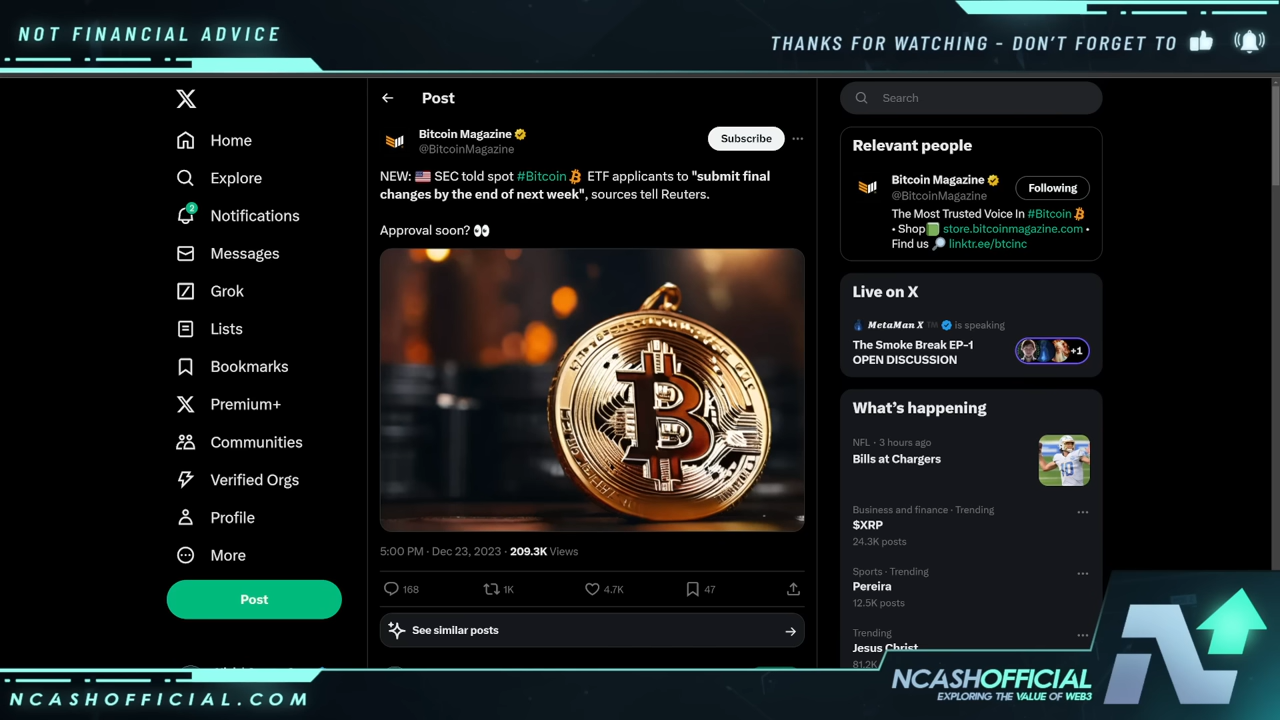 NOT FINANCIAL ADVICE
THANKS FOR WATCHING - DON'T FORGET TO
Home
Explore
2
Notifications
Messages
Grok
Lists
Bookmarks
Premium+
Communities
Verified Orgs
Profile
More
Post
Post
Bitcoin Magazine
@BitcoinMagazine
Subscribe
NEW: 🇺🇸 SEC told spot #Bitcoin ETF applicants to "submit final
changes by the end of next week", sources tell Reuters.
Approval soon? 👀
5:00 PM · Dec 23, 2023 · 209.3K Views
168
1K
4.7K
47
See similar posts
Search
Relevant people
Bitcoin Magazine
@BitcoinMagazine
Following
The Most Trusted Voice In #Bitcoin
• Shop📗 store.bitcoinmagazine.com •
Find us 🔎 linktr.ee/btcinc
Live on X
MetaMan X TM is speaking
The Smoke Break EP-1
OPEN DISCUSSION
+1
What's happening
NFL · 3 hours ago
Bills at Chargers
Business and finance · Trending
$XRP
24.3K posts
Sports · Trending
Pereira
12.5K posts
Trending
Jesus Christ
81.2K
NCASHOFFICIAL.COM
NCASHOFFICIAL
EXPLORING THE VALUE OF WEB3